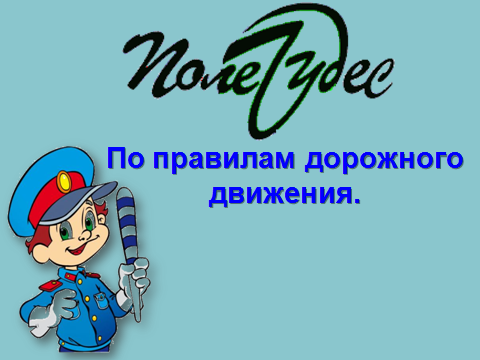 Поле Чудес
По правилам дорожного
движения.